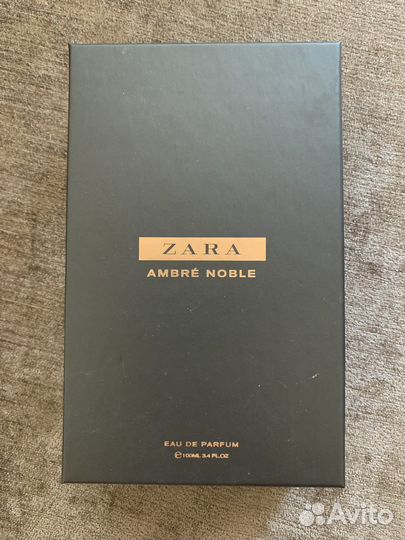 ZARA
AMBRÉ NOBLE
EAU DE PARFUM
℮100ML 3.4 FL.OZ
Avito